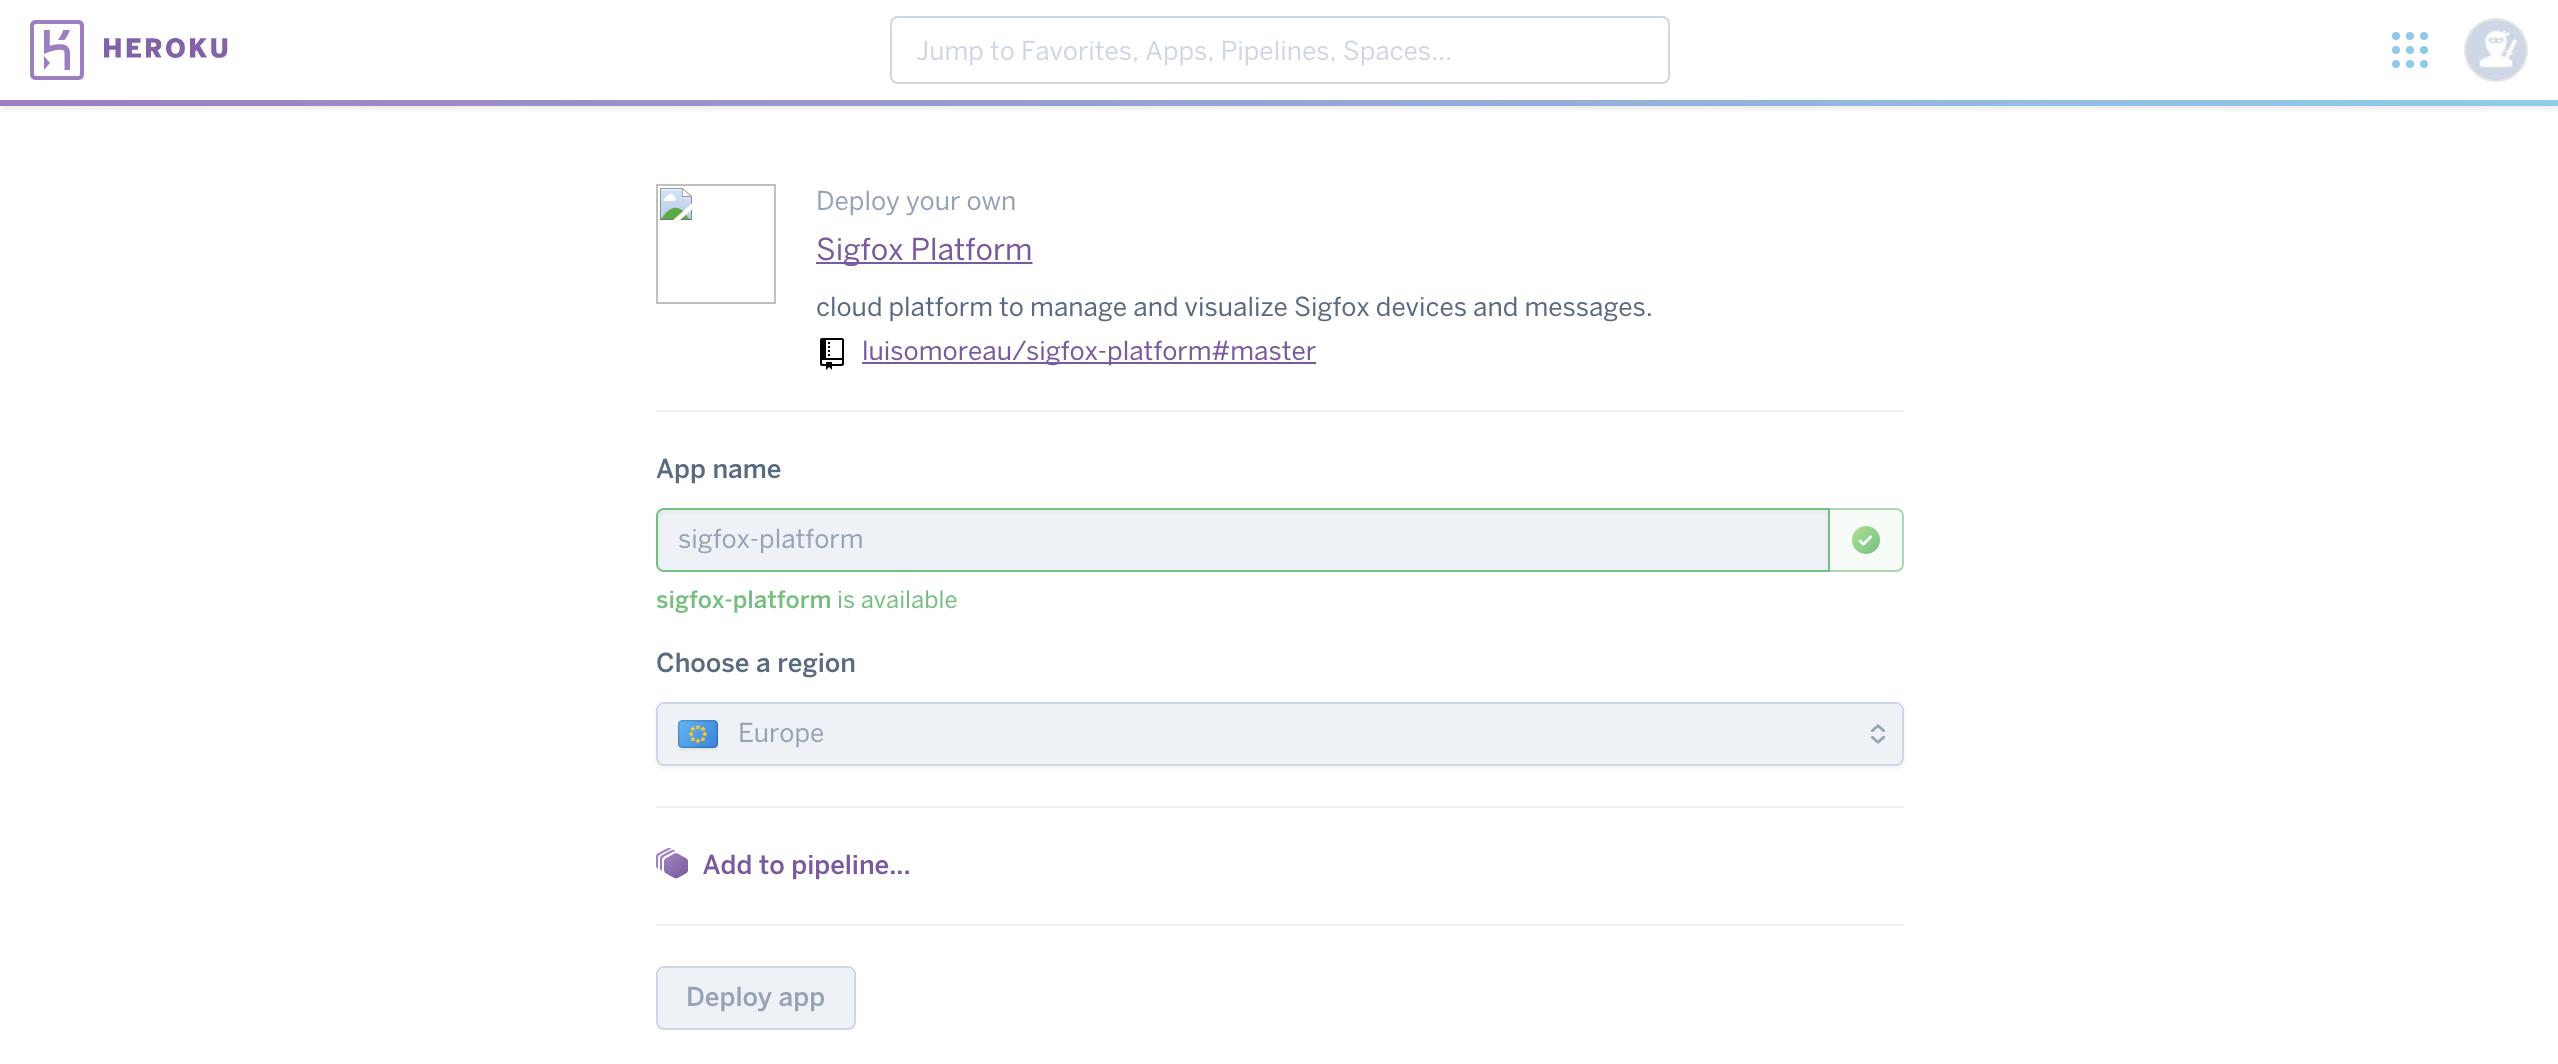 HEROKU
Jump to Favorites, Apps, Pipelines, Spaces...
Deploy your own
Sigfox Platform
cloud platform to manage and visualize Sigfox devices and messages.
luisomoreau/sigfox-platform#master
App name
sigfox-platform
sigfox-platform is available
Choose a region
Europe
Add to pipeline...
Deploy app